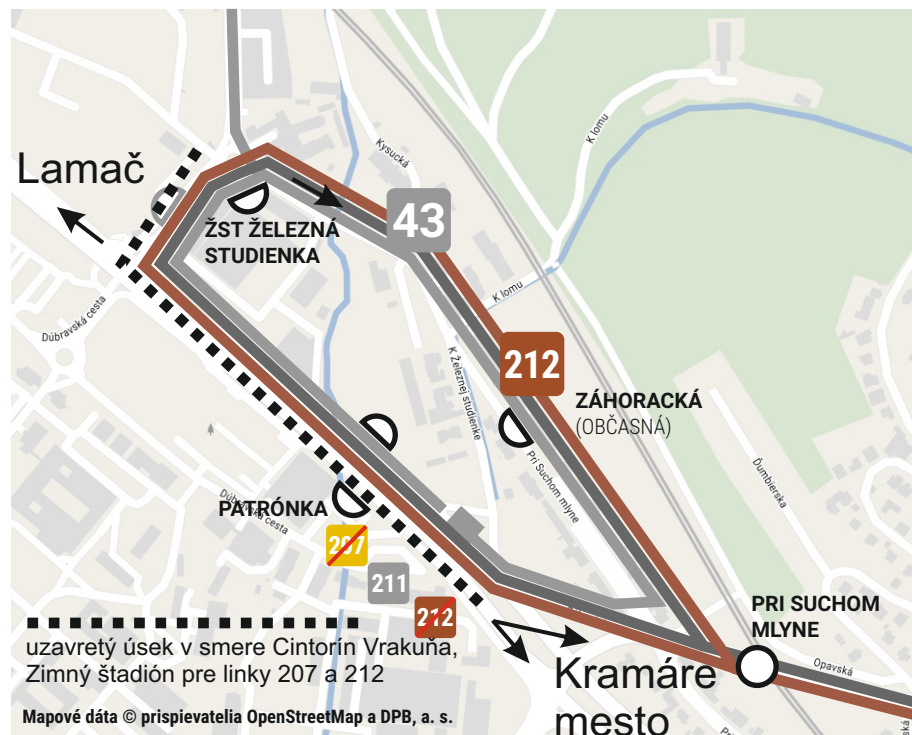 Lamač
Kysucká
K lomu
ŽST ŽELEZNÁ
STUDIENKA
43
K lomu
Dúbravská cesta
212
K Železnej studienke
ZÁHORACKÁ
(OBČASNÁ)
Pri Suchom mlyne
Ďumbierska
Dúbravská cesta
PATRÓNKA
207
211
212
PRI SUCHOM
MLYNE
Opavská
uzavretý úsek v smere Cintorín Vrakuňa,
Zimný štadión pre linky 207 a 212
Kramáre
mesto
Mapové dáta © prispievatelia OpenStreetMap a DPB, a. s.